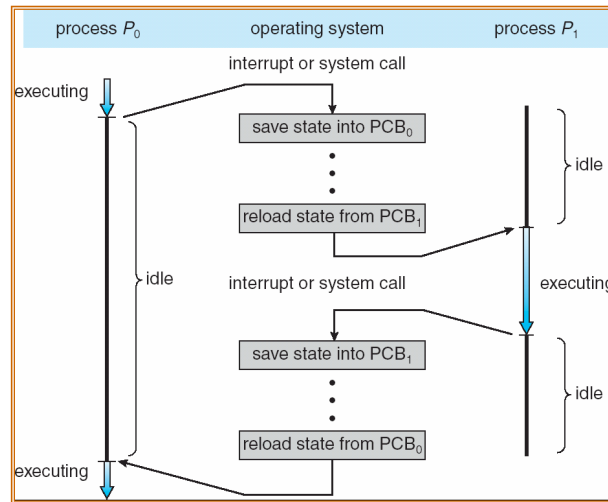 process P0 operating system process P1
interrupt or system call
executing
save state into PCB0
idle
reload state from PCB1
idle
interrupt or system call
executing
save state into PCB1
idle
reload state from PCB0
executing